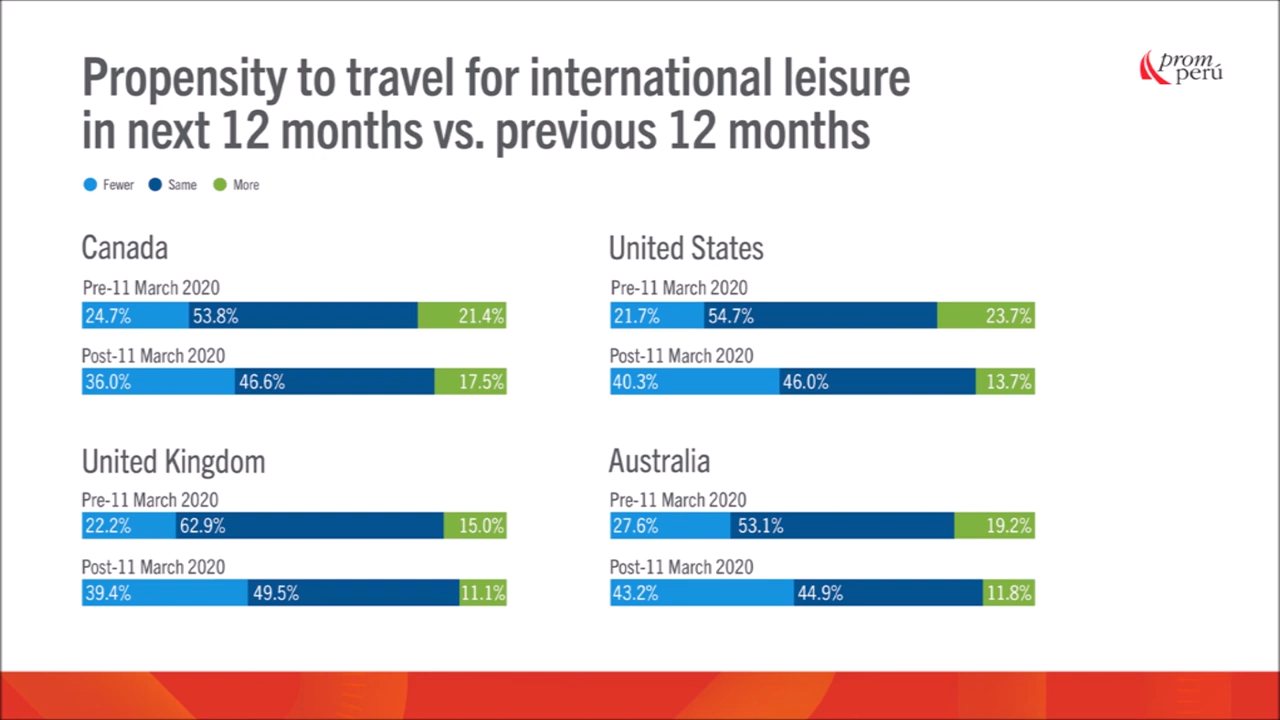 Propensity to travel for international leisure
in next 12 months vs. previous 12 months
prom
perú
Fewer Same More
Canada
Pre-11 March 2020
24.7% 53.8% 21.4%
Post-11 March 2020
36.0% 46.6% 17.5%
United States
Pre-11 March 2020
21.7% 54.7% 23.7%
Post-11 March 2020
40.3% 46.0% 13.7%
United Kingdom
Pre-11 March 2020
22.2% 62.9% 15.0%
Post-11 March 2020
39.4% 49.5% 11.1%
Australia
Pre-11 March 2020
27.6% 53.1% 19.2%
Post-11 March 2020
43.2% 44.9% 11.8%